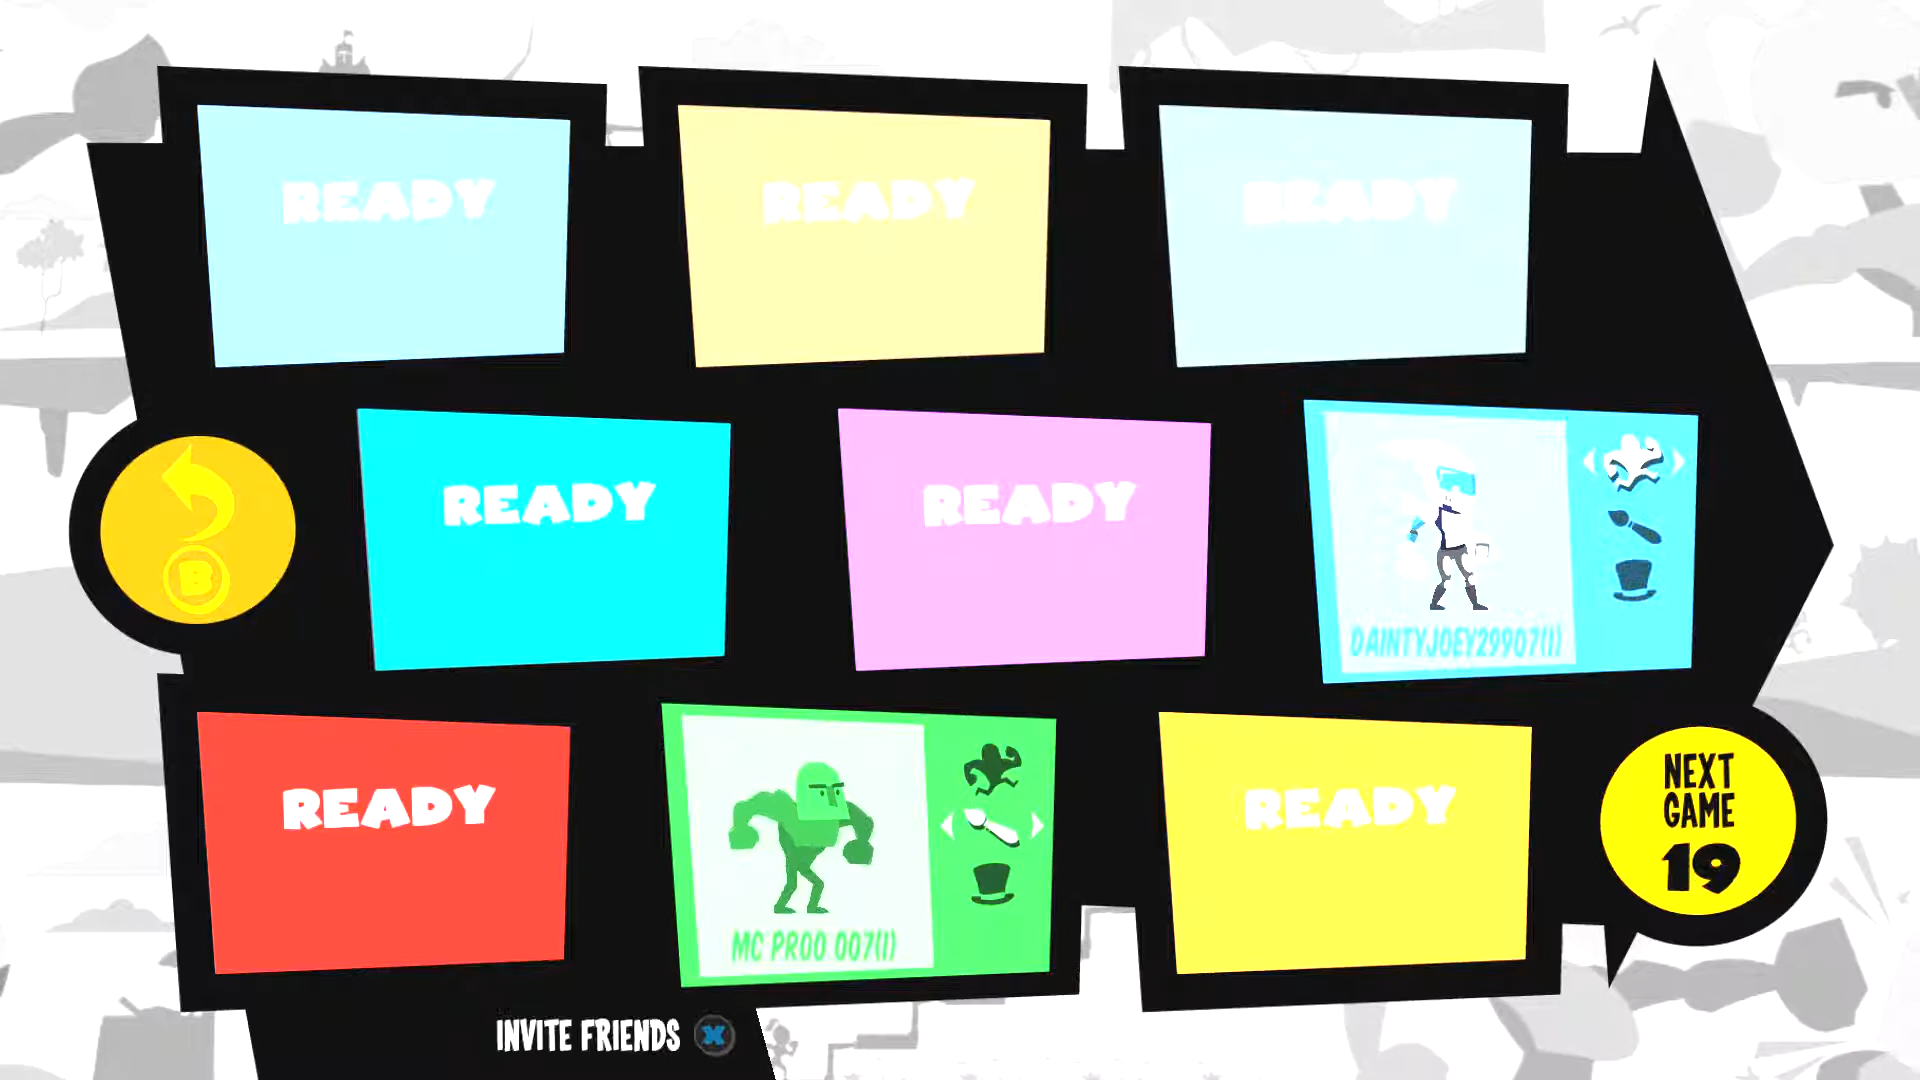 READY
READY
READY
READY
READY
DAINTYJOEY29907(1)
B
READY
MC PROO 007(1)
READY
NEXT
GAME
19
INVITE FRIENDS X